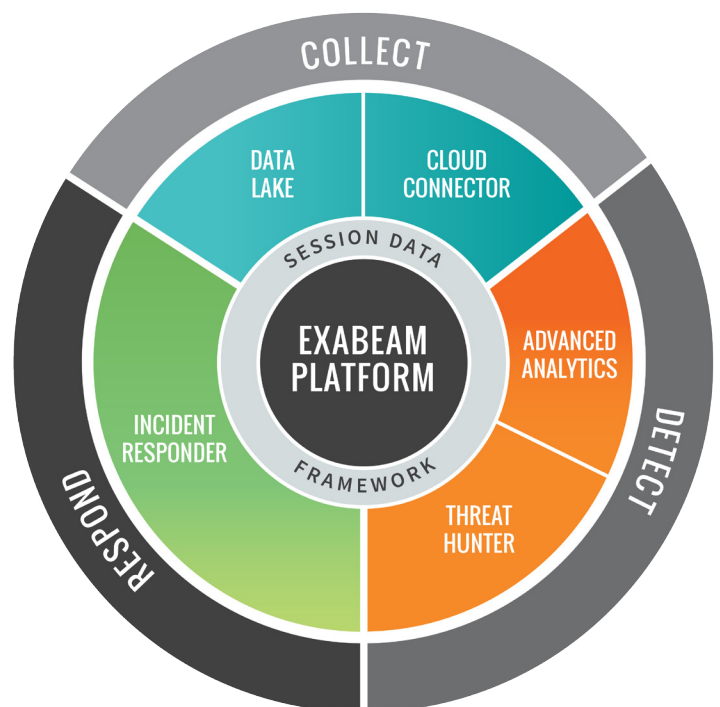 COLLECT
DATA
LAKE
CLOUD
CONNECTOR
SESSION DATA
EXABEAM
PLATFORM
FRAMEWORK
ADVANCED
ANALYTICS
DETECT
THREAT
HUNTER
INCIDENT
RESPONDER
RESPOND